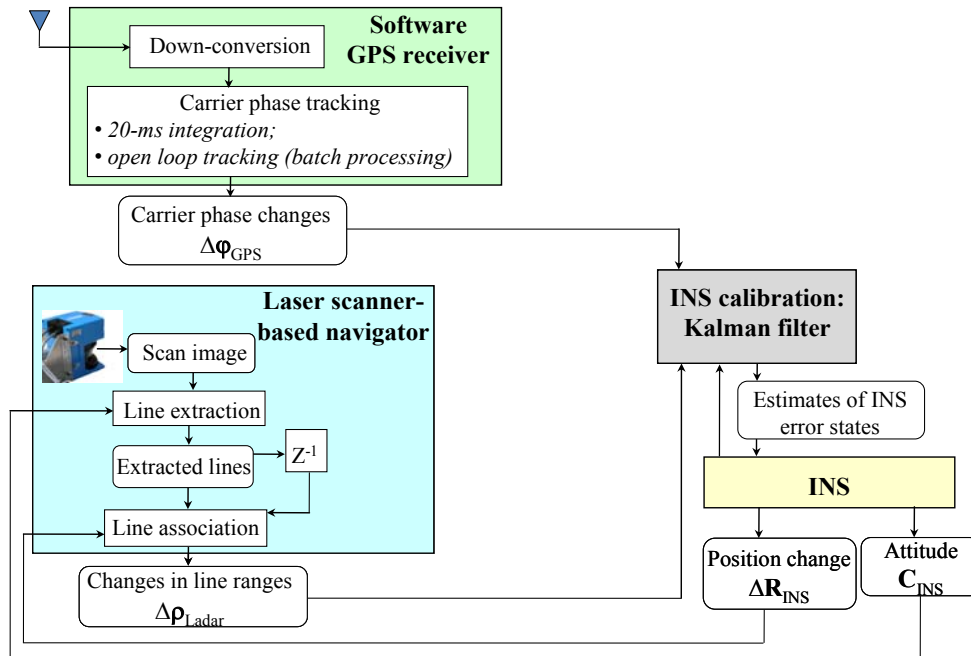 Software
GPS receiver
Down-conversion
Carrier phase tracking
• 20-ms integration;
• open loop tracking (batch processing)
Carrier phase changes
Δφ_GPS
Laser scanner-
based navigator
Scan image
Line extraction
Extracted lines
Z⁻¹
Line association
Changes in line ranges
Δρ_Ladar
INS calibration:
Kalman filter
Estimates of INS
error states
INS
Position change
ΔR_INS
Attitude
C_INS